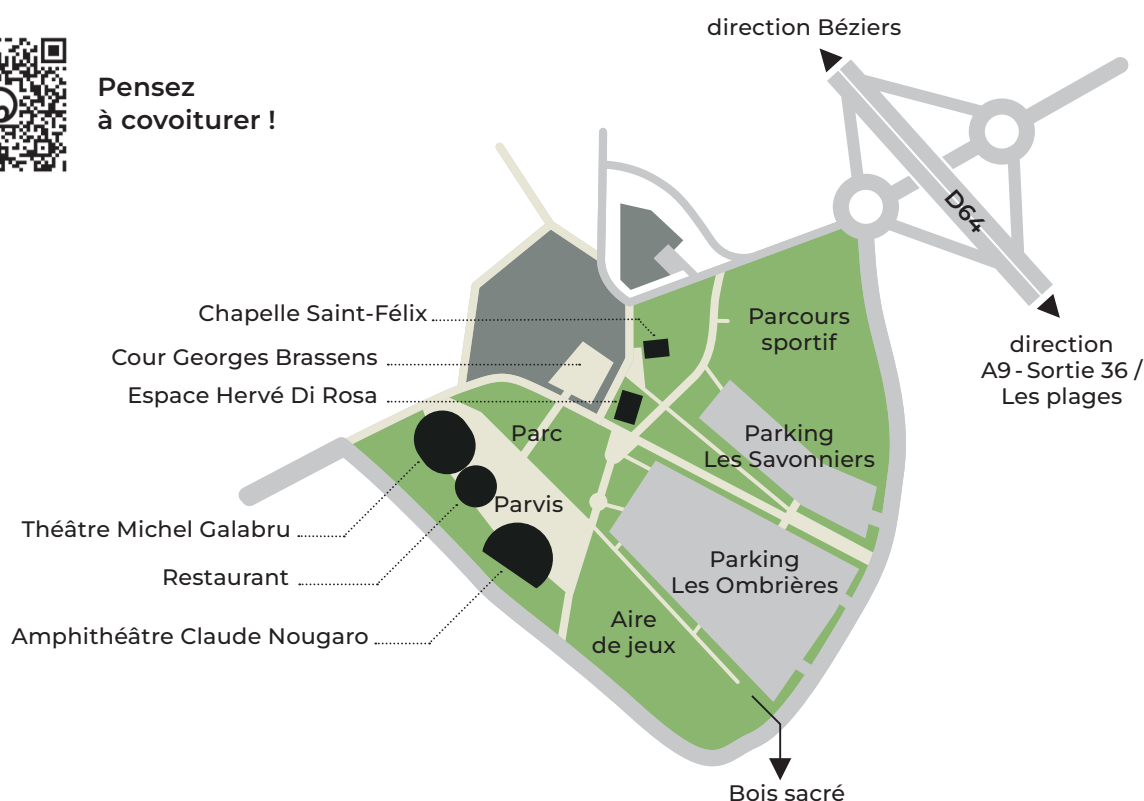 direction Béziers
Pensez
à covoiturer !
D64
Chapelle Saint-Félix
Cour Georges Brassens
Espace Hervé Di Rosa
Parcours
sportif
direction
A9-Sortie 36 /
Les plages
Parc
Parking
Les Savonniers
Parvis
Théâtre Michel Galabru
Restaurant
Amphithéâtre Claude Nougaro
Parking
Les Ombrières
Aire
de jeux
Bois sacré